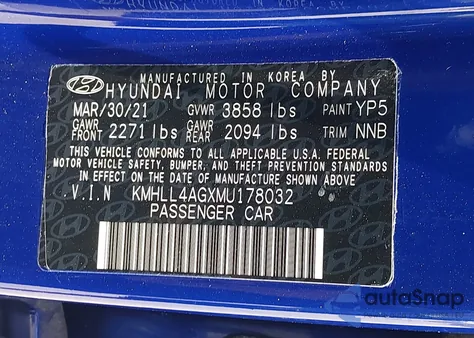 MANUFACTURED IN KOREA BY
HYUNDAI MOTOR COMPANY
MAR/30/21 GVWR 3858 lbs PAINT YP5
GAWR FRONT 2271 lbs GAWR REAR 2094 lbs TRIM NNB
THIS VEHICLE CONFORMS TO ALL APPLICABLE U.S.A. FEDERAL
MOTOR VEHICLE SAFETY, BUMPER, AND THEFT PREVENTION STANDARDS
IN EFFECT ON THE DATE OF MANUFACTURE SHOWN ABOVE.
V.I.N KMHLL4AGXMU178032
PASSENGER CAR
autoSnap